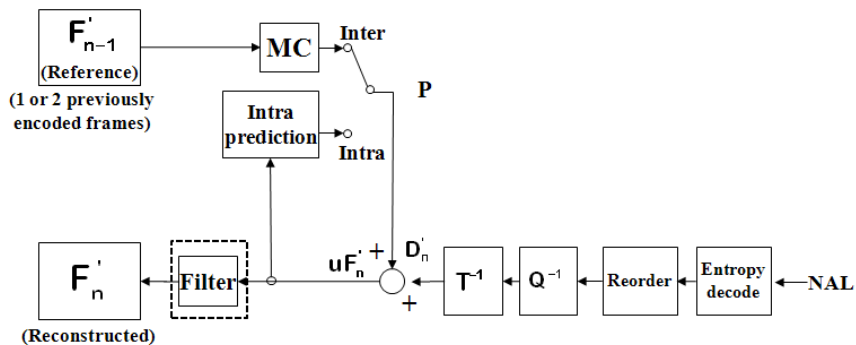 F'n-1
(Reference)
(1 or 2 previously
encoded frames)
MC
Inter
P
Intra
prediction
Intra
F'n
(Reconstructed)
Filter
uF'n
+
D'n
+
T-1
Q-1
Reorder
Entropy
decode
NAL